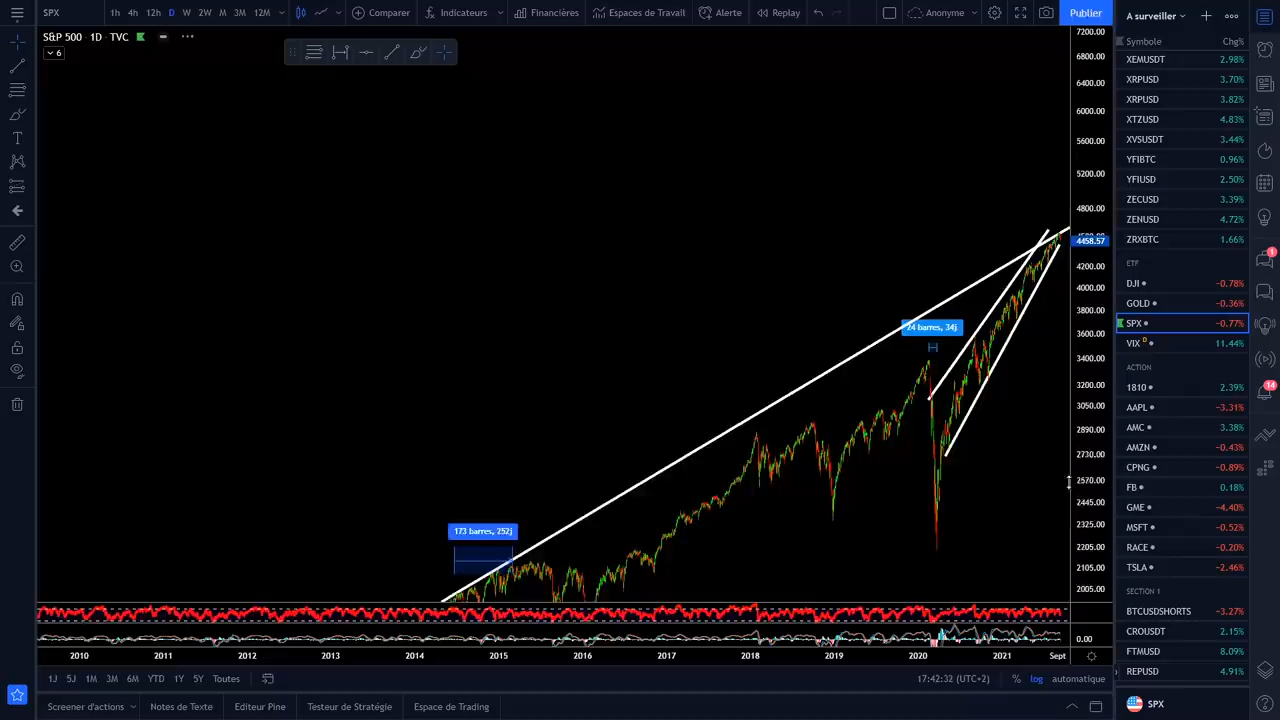 SPX 1h 4h 12h D W 2W M 3M 12M Comparer Indicateurs Financières Espaces de Travail Alerte Replay Anonyme Publier
S&P 500 · 1D · TVC
6
24 barres, 34j
173 barres, 252j
7200.00
6800.00
6400.00
6000.00
5600.00
5200.00
4800.00
4458.57
4200.00
4000.00
3800.00
3600.00
3400.00
3200.00
3050.00
2890.00
2730.00
2570.00
2445.00
2325.00
2205.00
2105.00
2005.00
0.00
2010 2011 2012 2013 2014 2015 2016 2017 2018 2019 2020 2021 Sept
1J 5J 1M 3M 6M YTD 1Y 5Y Toutes 17:42:32 (UTC+2) % log automatique
Screener d'actions Notes de Texte Editeur Pine Testeur de Stratégie Espace de Trading
A surveiller
Symbole Chg%
XEMUSDT 2.98%
XRPUSD 3.70%
XRPUSD 3.82%
XTZUSD 4.83%
XVSUSDT 3.44%
YFIBTC 0.96%
YFIUSD 2.50%
ZECUSD 3.39%
ZENUSD 4.72%
ZRXBTC 1.66%
ETF
DJI −0.78%
GOLD −0.36%
SPX −0.77%
VIX D 11.44%
ACTION
1810 2.39%
AAPL −3.31%
AMC 3.38%
AMZN −0.43%
CPNG −0.89%
FB 0.18%
GME −4.40%
MSFT −0.52%
RACE −0.20%
TSLA −2.46%
SECTION 1
BTCUSDSHORTS −3.27%
CROUSDT 2.15%
FTMUSD 8.09%
REPUSD 4.91%
SPX
1
14